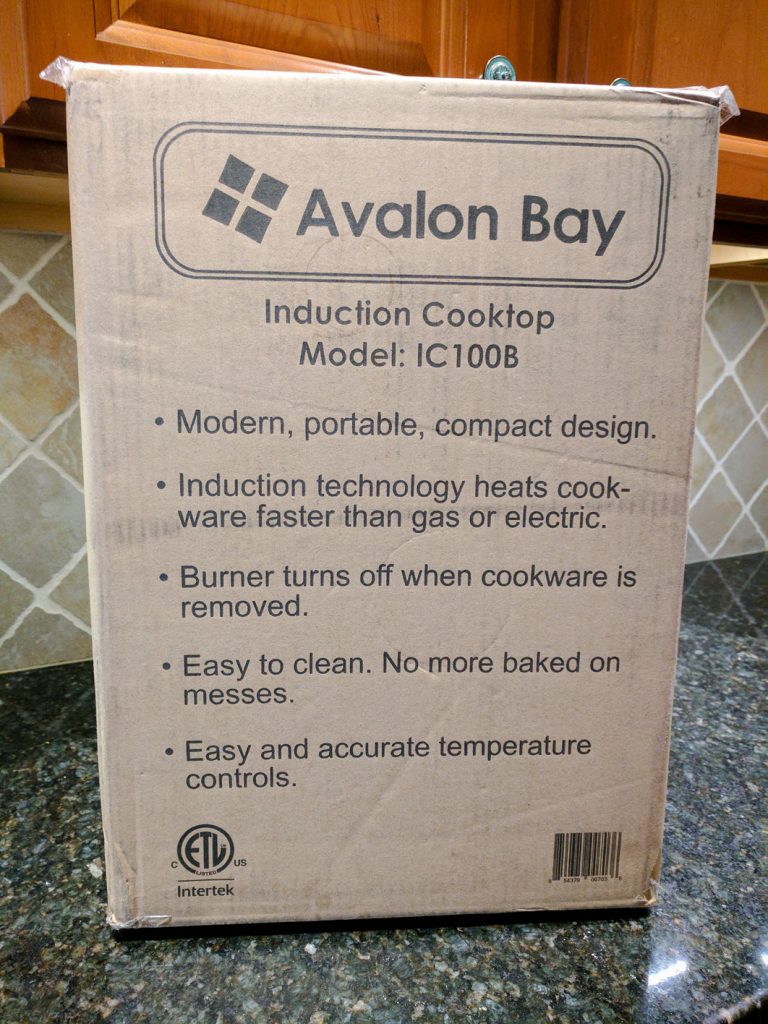 Avalon Bay
Induction Cooktop
Model: IC100B
• Modern, portable, compact design.
• Induction technology heats cook-
ware faster than gas or electric.
• Burner turns off when cookware is
removed.
• Easy to clean. No more baked on
messes.
• Easy and accurate temperature
controls.
C ETL US
LISTED
Intertek